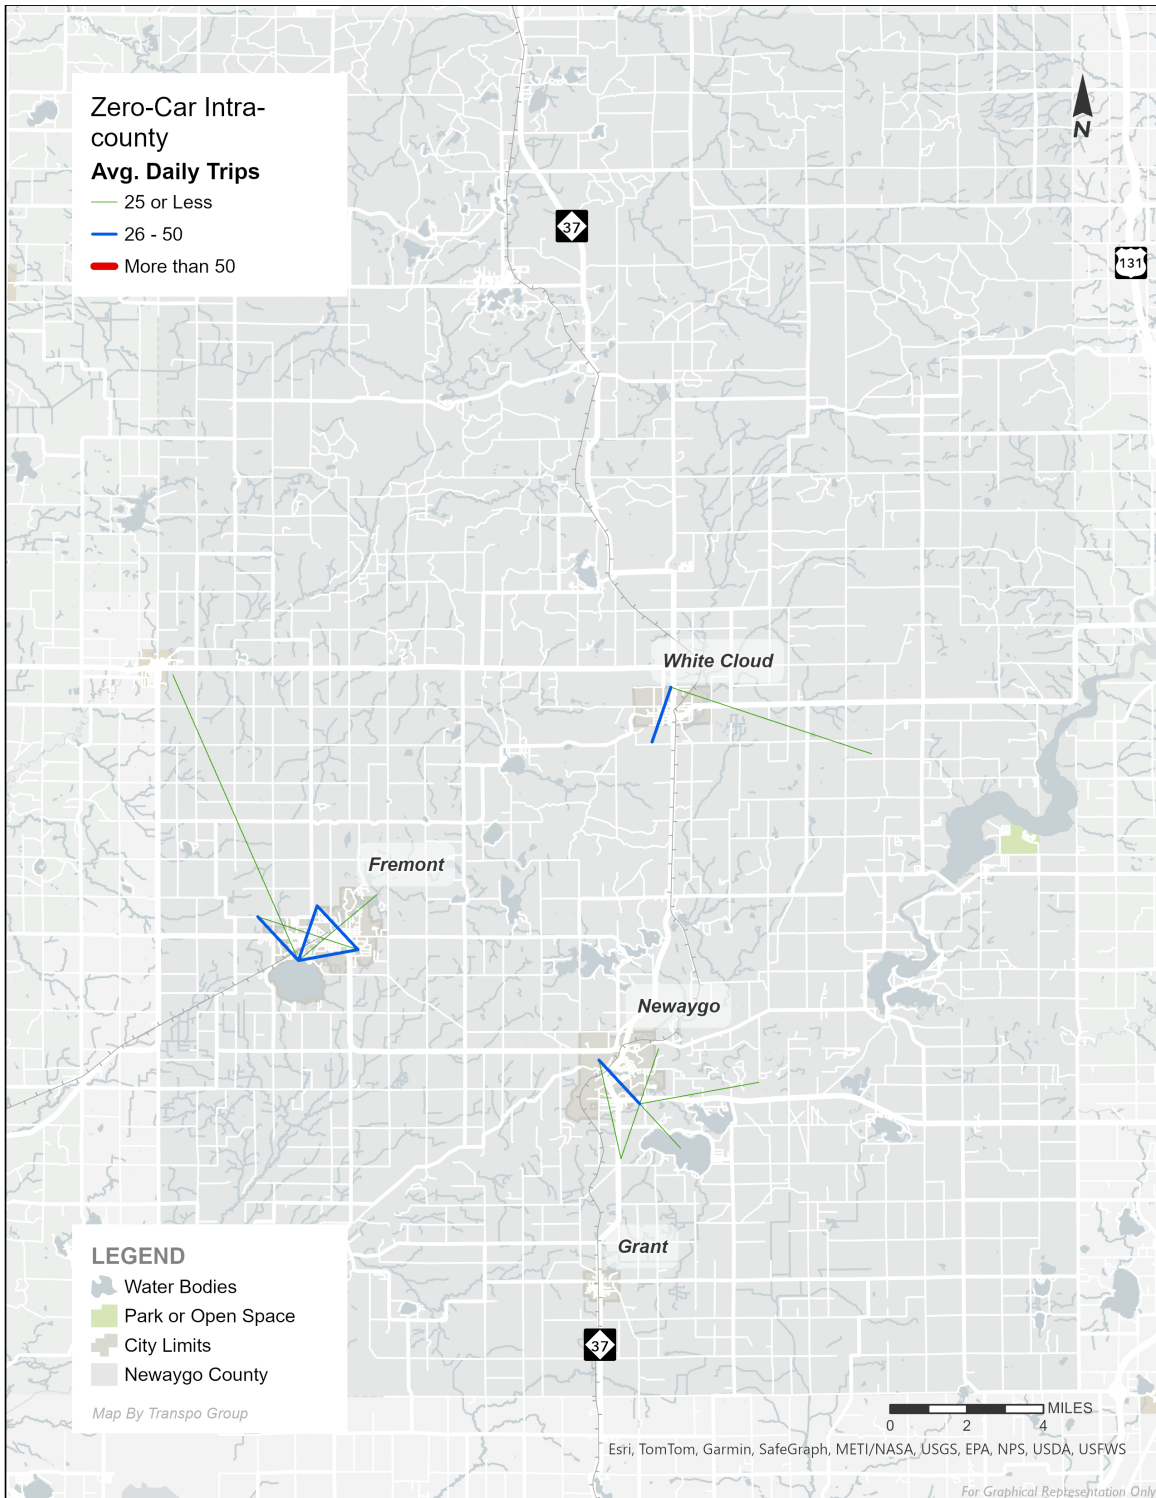 Zero-Car Intra-
county
Avg. Daily Trips
25 or Less
26 - 50
More than 50
N
37
131
White Cloud
Fremont
Newaygo
Grant
37
LEGEND
Water Bodies
Park or Open Space
City Limits
Newaygo County
Map By Transpo Group
MILES
0 2 4
Esri, TomTom, Garmin, SafeGraph, METI/NASA, USGS, EPA, NPS, USDA, USFWS
For Graphical Representation Only